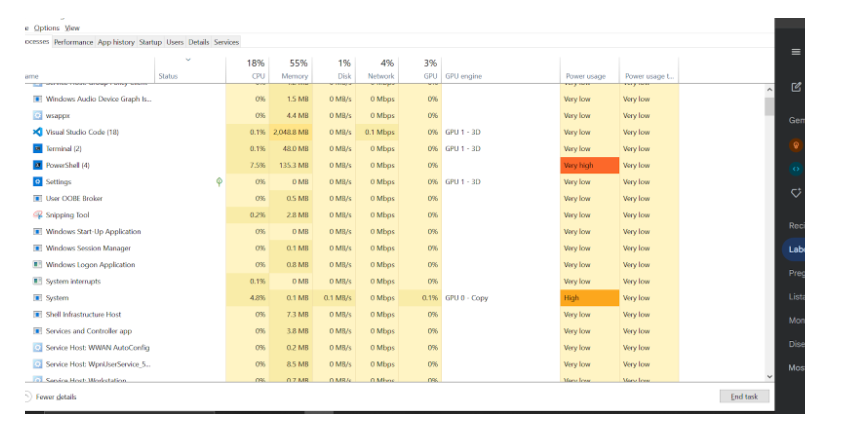 e Options View
ocesses Performance App history Startup Users Details Services
18% 55% 1% 4% 3%
ame Status CPU Memory Disk Network GPU GPU engine Power usage Power usage t...
Windows Audio Device Graph Is... 0% 1.5 MB 0 MB/s 0 Mbps 0% Very low Very low
wsappx 0% 4.4 MB 0 MB/s 0 Mbps 0% Very low Very low
Visual Studio Code (18) 0.1% 2,048.8 MB 0 MB/s 0.1 Mbps 0% GPU 1 - 3D Very low Very low
Terminal (2) 0.1% 48.0 MB 0 MB/s 0 Mbps 0% GPU 1 - 3D Very low Very low
PowerShell (4) 7.5% 135.3 MB 0 MB/s 0 Mbps 0% Very high Very low
Settings 0% 0 MB 0 MB/s 0 Mbps 0% GPU 1 - 3D Very low Very low
User OOBE Broker 0% 0.5 MB 0 MB/s 0 Mbps 0% Very low Very low
Snipping Tool 0.2% 2.8 MB 0 MB/s 0 Mbps 0% Very low Very low
Windows Start-Up Application 0% 0 MB 0 MB/s 0 Mbps 0% Very low Very low
Windows Session Manager 0% 0.1 MB 0 MB/s 0 Mbps 0% Very low Very low
Windows Logon Application 0% 0.8 MB 0 MB/s 0 Mbps 0% Very low Very low
System interrupts 0.1% 0 MB 0 MB/s 0 Mbps 0% Very low Very low
System 4.8% 0.1 MB 0.1 MB/s 0 Mbps 0.1% GPU 0 - Copy High Very low
Shell Infrastructure Host 0% 7.3 MB 0 MB/s 0 Mbps 0% Very low Very low
Services and Controller app 0% 3.8 MB 0 MB/s 0 Mbps 0% Very low Very low
Service Host: WWAN AutoConfig 0% 0.2 MB 0 MB/s 0 Mbps 0% Very low Very low
Service Host: WpnUserService_5... 0% 8.5 MB 0 MB/s 0 Mbps 0% Very low Very low
Service Host: Workstation 0% 0.7 MB 0 MB/s 0 Mbps 0% Very low Very low
Fewer details End task
Gem
Rece
Labe
Preg
Lista
Mon
Dise
Mos